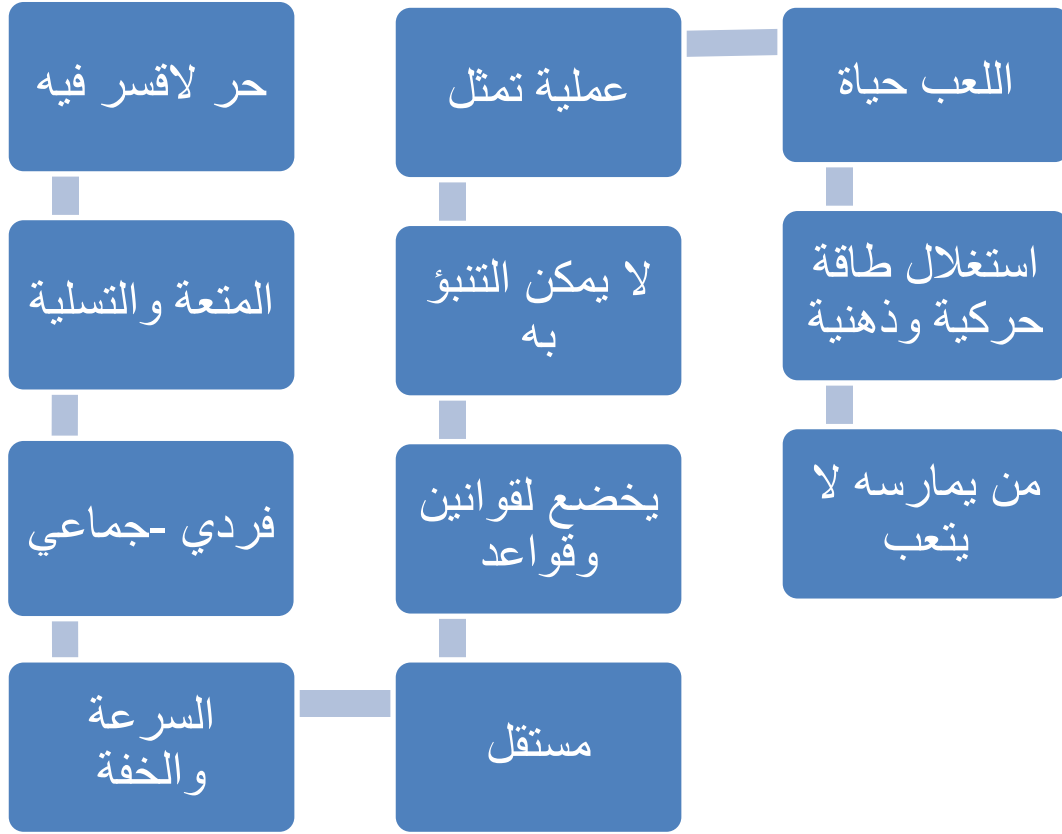 حر لاقسر فيه
المتعة والتسلية
فردي -جماعي
السرعة
والخفة
مستقل
يخضع لقوانين
وقواعد
لا يمكن التنبؤ
به
عملية تمثل
اللعب حياة
استغلال طاقة
حركية وذهنية
من يمارسه لا
يتعب